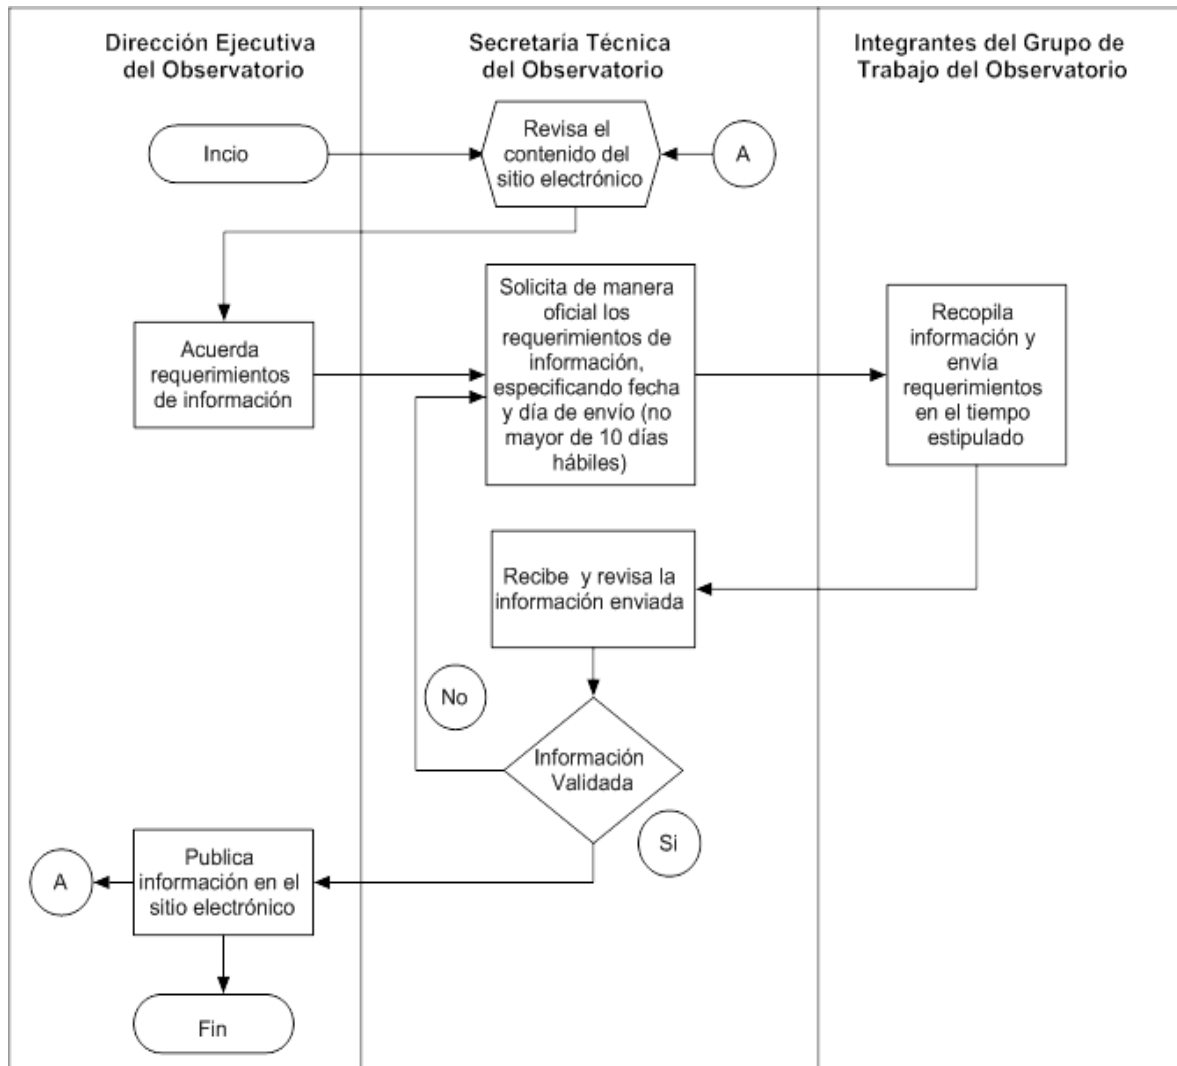 Dirección Ejecutiva
del Observatorio
Secretaría Técnica
del Observatorio
Integrantes del Grupo de
Trabajo del Observatorio
Incio
Revisa el
contenido del
sitio electrónico
A
Acuerda
requerimientos
de información
Solicita de manera
oficial los
requerimientos de
información,
especificando fecha
y día de envío (no
mayor de 10 días
hábiles)
Recopila
información y
envía
requerimientos
en el tiempo
estipulado
Recibe y revisa la
información enviada
No
Información
Validada
Si
Publica
información en el
sitio electrónico
A
Fin